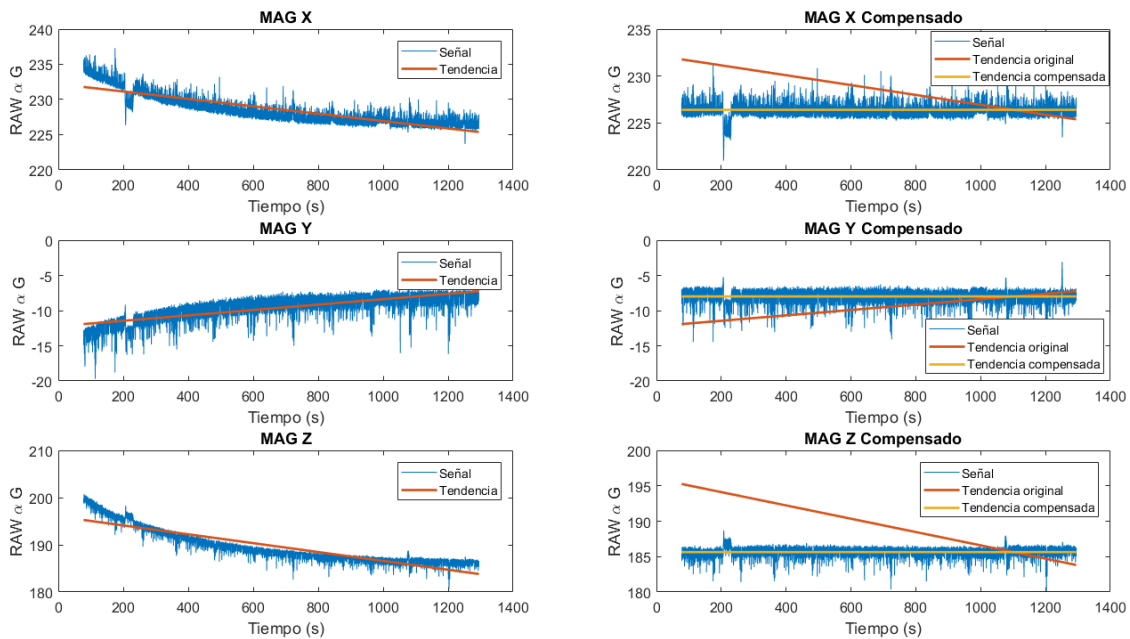 MAG X
240
235
230
225
220
RAW α G
0
200
400
600
800
1000
1200
1400
Tiempo (s)
Señal
Tendencia
MAG X Compensado
235
230
225
220
RAW α G
0
200
400
600
800
1000
1200
1400
Tiempo (s)
Señal
Tendencia original
Tendencia compensada
MAG Y
0
-5
-10
-15
-20
RAW α G
0
200
400
600
800
1000
1200
1400
Tiempo (s)
Señal
Tendencia
MAG Y Compensado
0
-5
-10
-15
-20
RAW α G
0
200
400
600
800
1000
1200
1400
Tiempo (s)
Señal
Tendencia original
Tendencia compensada
MAG Z
210
200
190
180
RAW α G
0
200
400
600
800
1000
1200
1400
Tiempo (s)
Señal
Tendencia
MAG Z Compensado
200
195
190
185
180
RAW α G
0
200
400
600
800
1000
1200
1400
Tiempo (s)
Señal
Tendencia original
Tendencia compensada